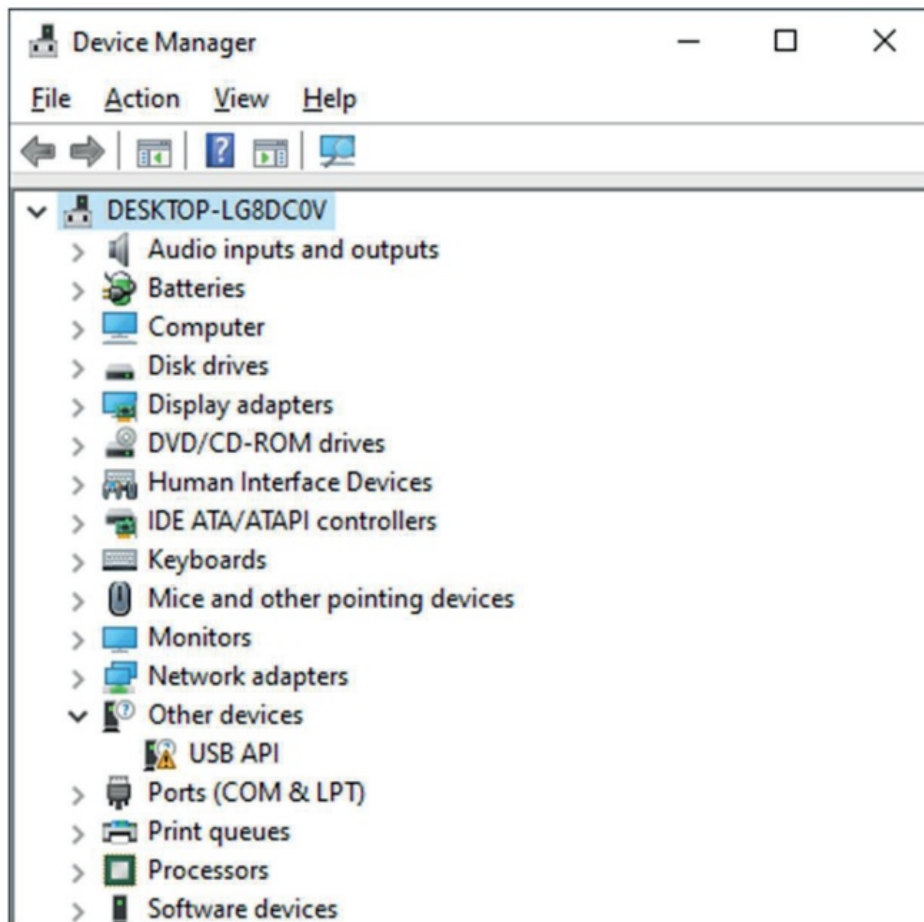 Device Manager
File Action View Help
DESKTOP-LG8DC0V
Audio inputs and outputs
Batteries
Computer
Disk drives
Display adapters
DVD/CD-ROM drives
Human Interface Devices
IDE ATA/ATAPI controllers
Keyboards
Mice and other pointing devices
Monitors
Network adapters
Other devices
USB API
Ports (COM & LPT)
Print queues
Processors
Software devices